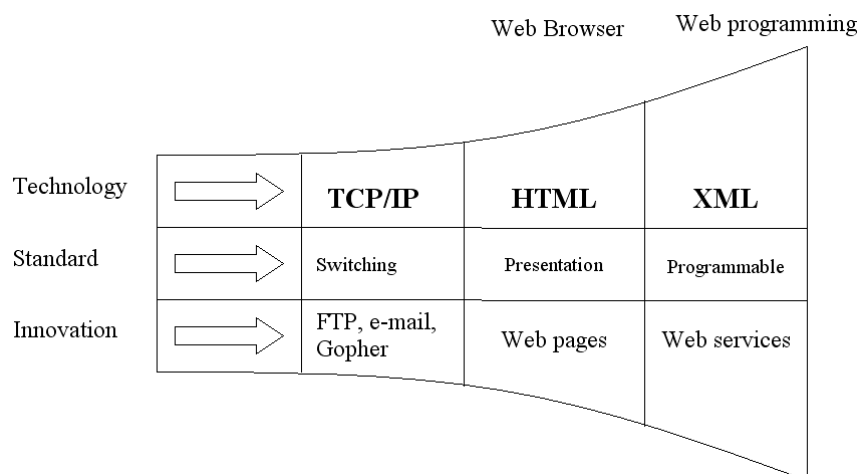 Web Browser Web programming
Technology TCP/IP HTML XML
Standard Switching Presentation Programmable
Innovation FTP, e-mail,
Gopher Web pages Web services